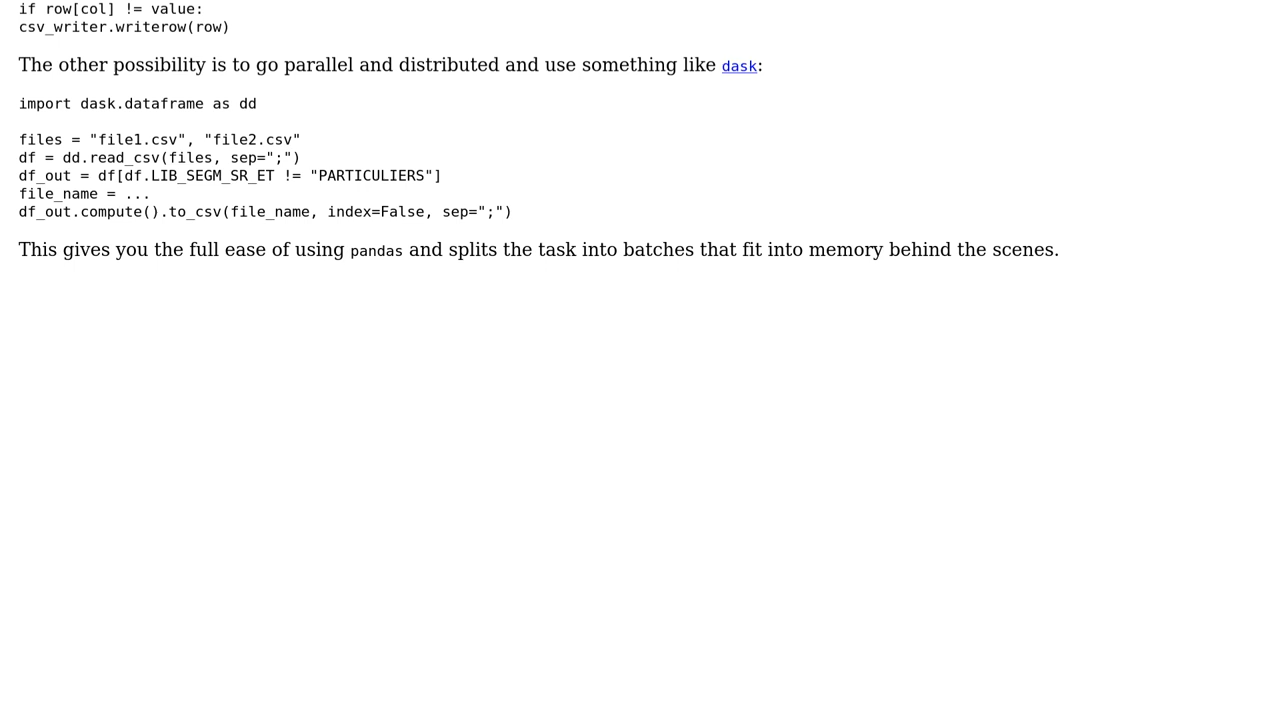 if row[col] != value:
csv_writer.writerow(row)
The other possibility is to go parallel and distributed and use something like dask:
import dask.dataframe as dd
files = "file1.csv", "file2.csv"
df = dd.read_csv(files, sep=";")
df_out = df[df.LIB_SEGM_SR_ET != "PARTICULIERS"]
file_name = ...
df_out.compute().to_csv(file_name, index=False, sep=";")
This gives you the full ease of using pandas and splits the task into batches that fit into memory behind the scenes.